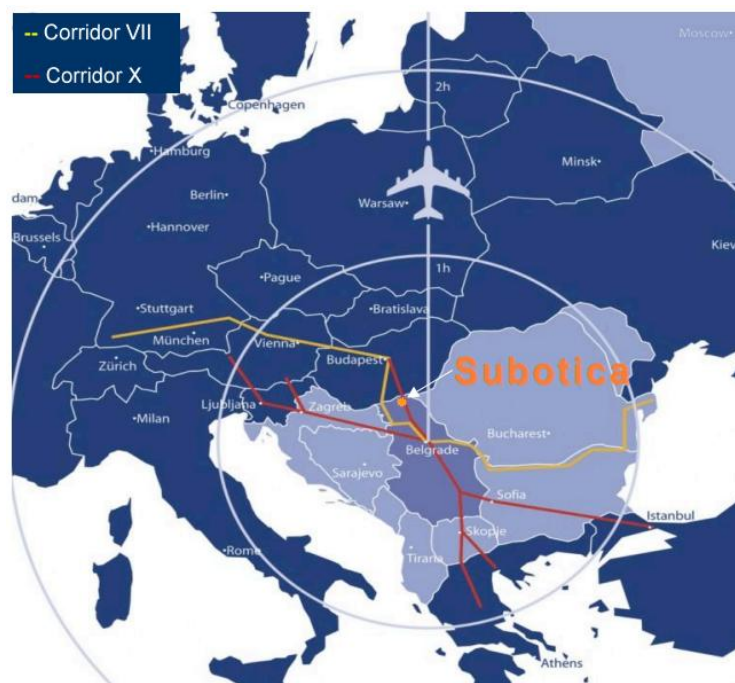 -- Corridor VII
-- Corridor X
Moscow
Copenhagen
2h
Hamburg
Minsk
Berlin
dam
Warsaw
Hannover
Brussels
Kiev
1h
Pague
Stuttgart
Bratislava
München
Vienna
Budapest
Zürich
Subotica
Ljubljana
Zagreb
Milan
Bucharest
Belgrade
Sarajevo
Sofia
Istanbul
Skopje
Rome
Tirana
Athens